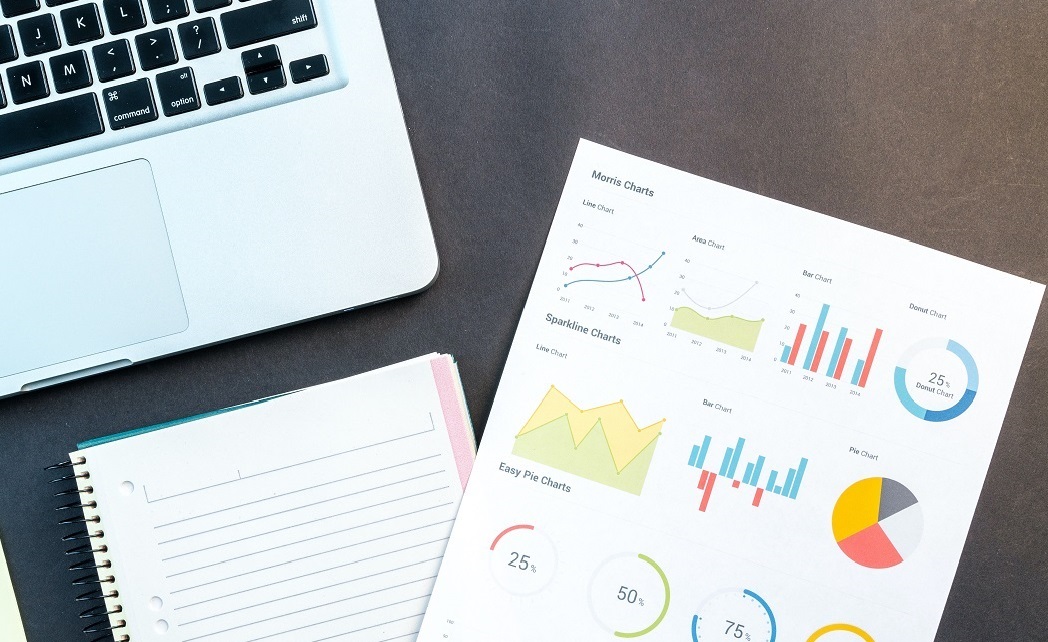 J K L : ;
shift
N M < , > . ? /
⌘ command
alt option
Morris Charts
Line Chart
40
30
20
10
0
2011 2012 2013 2014
Area Chart
40
30
20
10
0
2011 2012 2013 2014
Bar Chart
40
30
20
10
0
2011 2012 2013 2014
Donut Chart
25%
Donut Chart
Sparkline Charts
Line Chart
Bar Chart
Pie Chart
Easy Pie Charts
25%
50%
75%
100